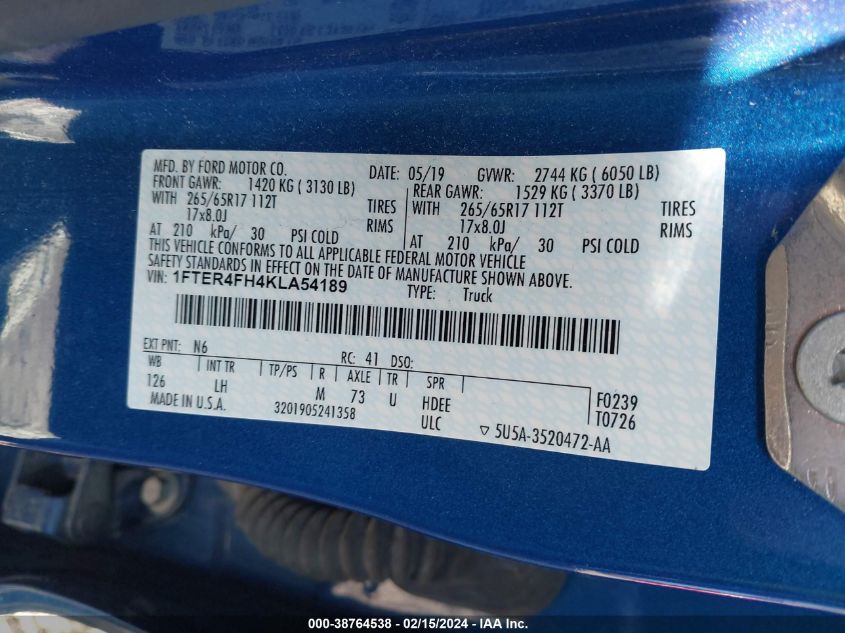 MFD. BY FORD MOTOR CO. DATE: 05/19 GVWR: 2744 KG ( 6050 LB)
FRONT GAWR: 1420 KG ( 3130 LB) REAR GAWR: 1529 KG ( 3370 LB)
WITH 265/65R17 112T TIRES WITH 265/65R17 112T TIRES
17x8.0J RIMS 17x8.0J RIMS
AT 210 kPa/ 30 PSI COLD AT 210 kPa/ 30 PSI COLD
THIS VEHICLE CONFORMS TO ALL APPLICABLE FEDERAL MOTOR VEHICLE
SAFETY STANDARDS IN EFFECT ON THE DATE OF MANUFACTURE SHOWN ABOVE.
VIN: 1FTER4FH4KLA54189 TYPE: Truck
EXT PNT: N6 RC: 41 DSO:
WB INT TR TP/PS R AXLE TR SPR
126 LH M 73 U HDEE F0239
MADE IN U.S.A. 3201905241358 ULC T0726
▽ 5U5A-3520472-AA
000-38764538 - 02/15/2024 - IAA Inc.